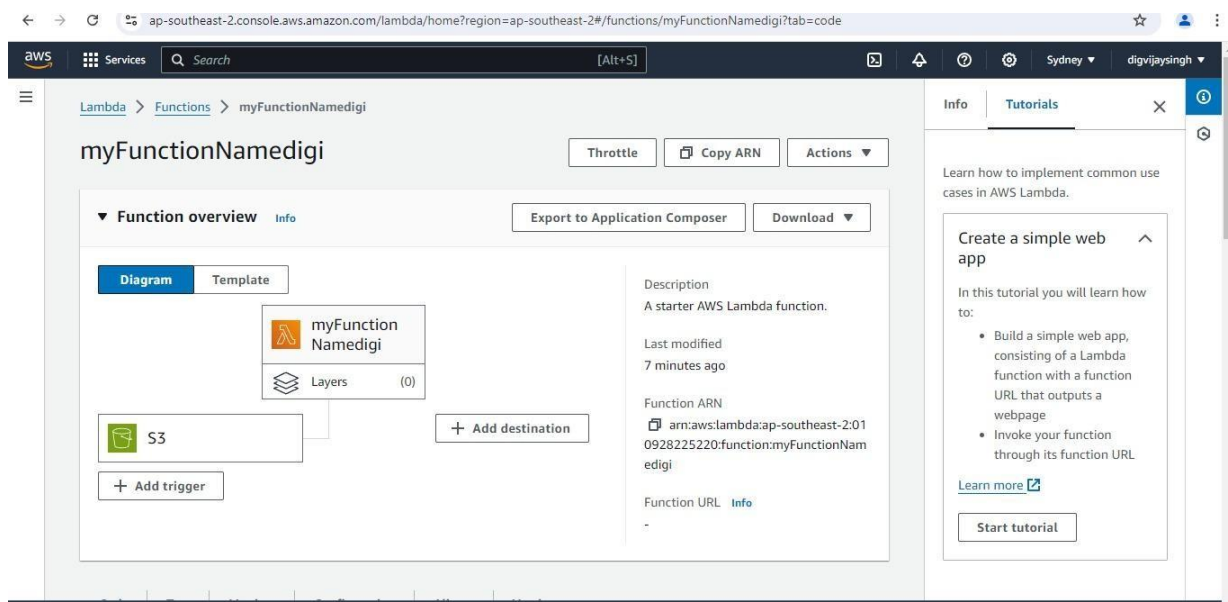 ap-southeast-2.console.aws.amazon.com/lambda/home?region=ap-southeast-2#/functions/myFunctionNamedigi?tab=code
aws
Services
Search
[Alt+S]
Sydney ▼
digvijaysingh ▼
Lambda > Functions > myFunctionNamedigi
myFunctionNamedigi
Throttle
Copy ARN
Actions ▼
▼ Function overview Info
Export to Application Composer
Download ▼
Diagram
Template
myFunction
Namedigi
Layers (0)
S3
+ Add destination
+ Add trigger
Description
A starter AWS Lambda function.
Last modified
7 minutes ago
Function ARN
arn:aws:lambda:ap-southeast-2:01
0928225220:function:myFunctionNam
edigi
Function URL Info
-
Info
Tutorials
Learn how to implement common use
cases in AWS Lambda.
Create a simple web
app
In this tutorial you will learn how
to:
• Build a simple web app,
consisting of a Lambda
function with a function
URL that outputs a
webpage
• Invoke your function
through its function URL
Learn more
Start tutorial